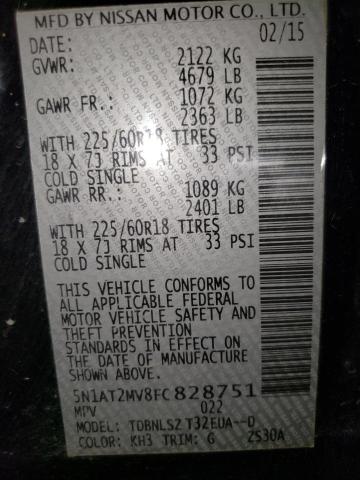 MFD BY NISSAN MOTOR CO., LTD.
DATE: 02/15
GVWR: 2122 KG
4679 LB
GAWR FR.: 1072 KG
2363 LB
WITH 225/60R18 TIRES
18 X 7J RIMS AT 33 PSI
COLD SINGLE
GAWR RR.: 1089 KG
2401 LB
WITH 225/60R18 TIRES
18 X 7J RIMS AT 33 PSI
COLD SINGLE
THIS VEHICLE CONFORMS TO
ALL APPLICABLE FEDERAL
MOTOR VEHICLE SAFETY AND
THEFT PREVENTION
STANDARDS IN EFFECT ON
THE DATE OF MANUFACTURE
SHOWN ABOVE.
5N1AT2MV8FC828751
MPV 022
MODEL: TDBNLS2 T32EUA--D
COLOR: KH3 TRIM: G 2S30A